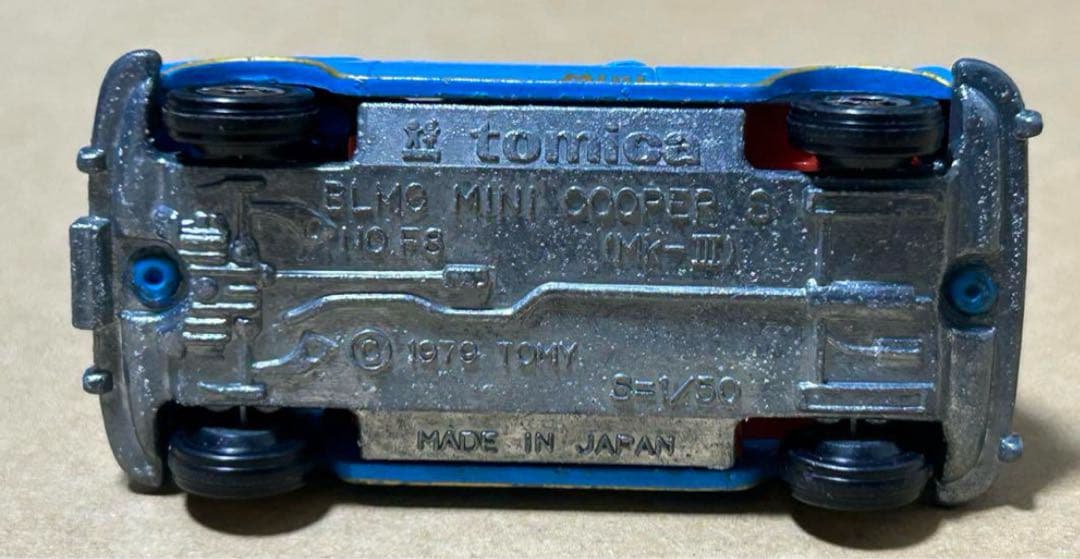 tomica
BLMC MINI COOPER S
NO.F8 (MK-III)
© 1979 TOMY
S=1/50
MADE IN JAPAN